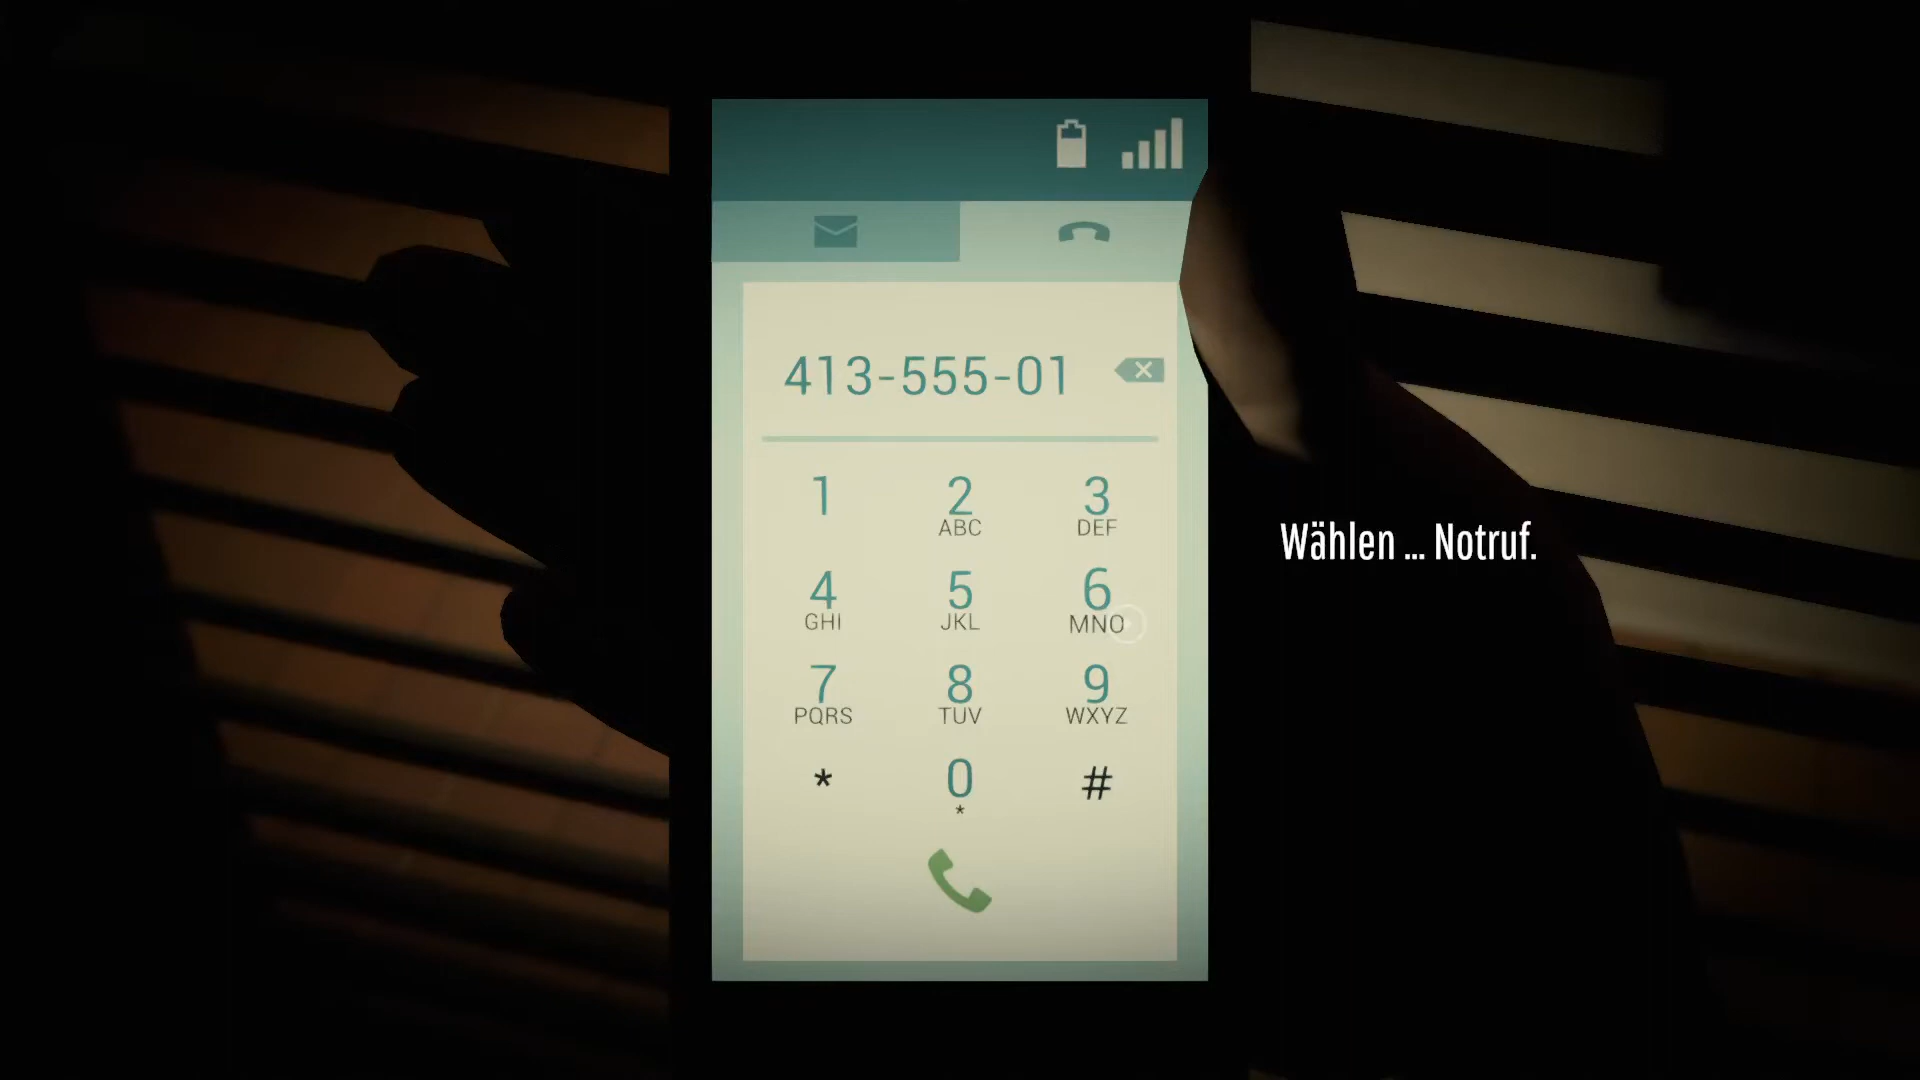 413-555-01
1
2
3
ABC
DEF
4
5
6
GHI
JKL
MNO
7
8
9
PQRS
TUV
WXYZ
*
0
#
*
Wählen ... Notruf.